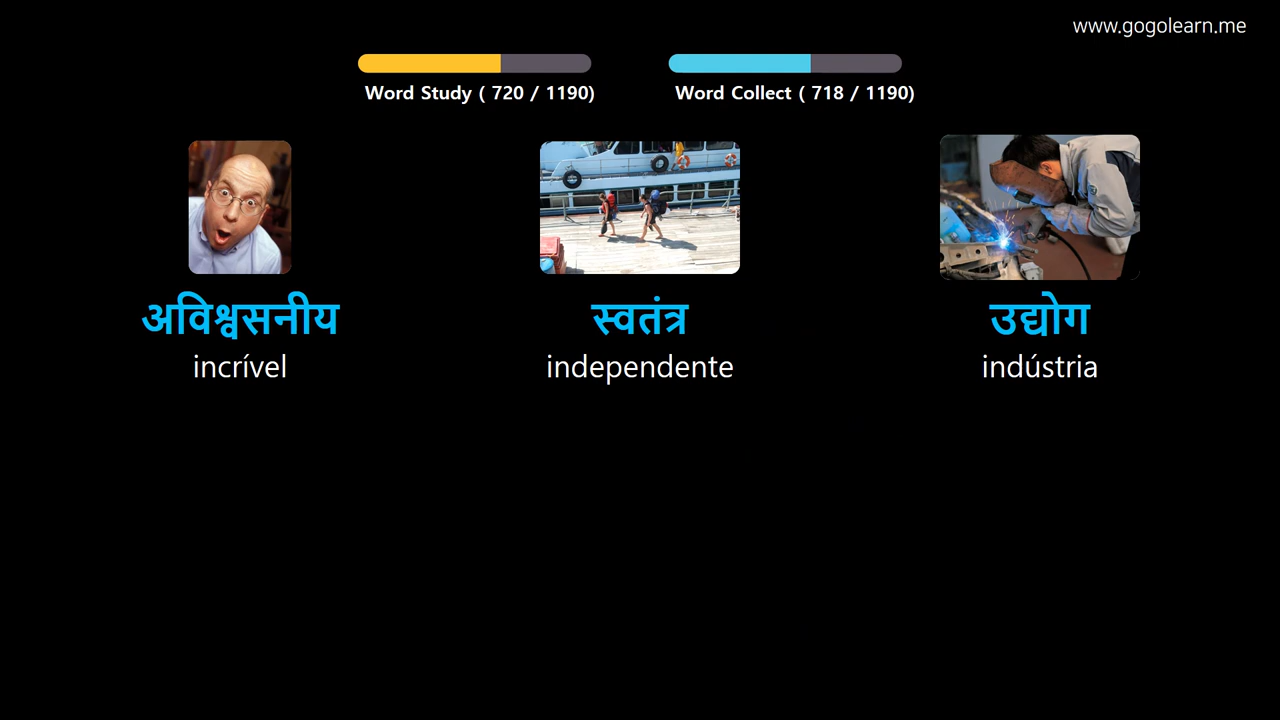 www.gogolearn.me
Word Study ( 720 / 1190)
Word Collect ( 718 / 1190)
अविश्वसनीय
स्वतंत्र
उद्योग
incrível
independente
indústria